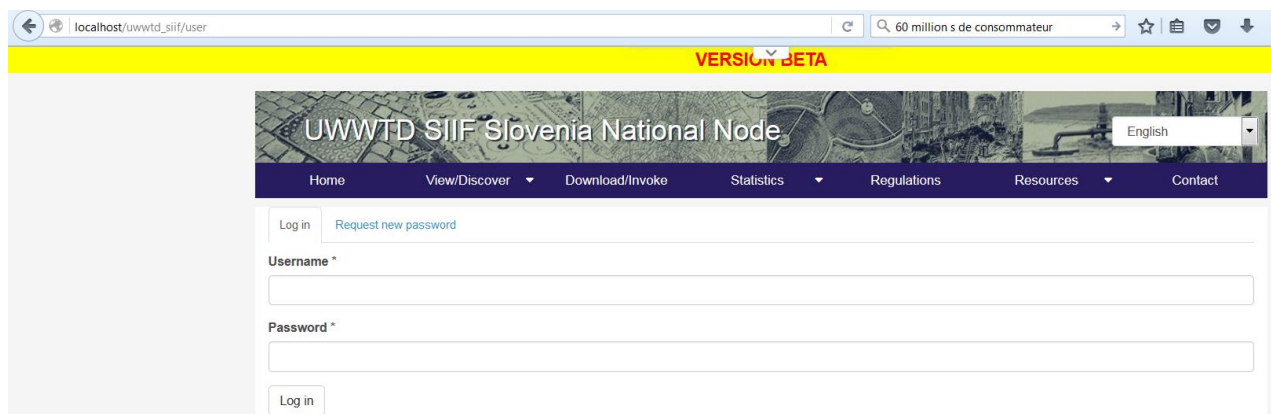 localhost/uwwtd_siif/user
60 million s de consommateur
VERSION BETA
UWWTD SIIF Slovenia National Node
English
Home View/Discover Download/Invoke Statistics Regulations Resources Contact
Log in Request new password
Username *
Password *
Log in